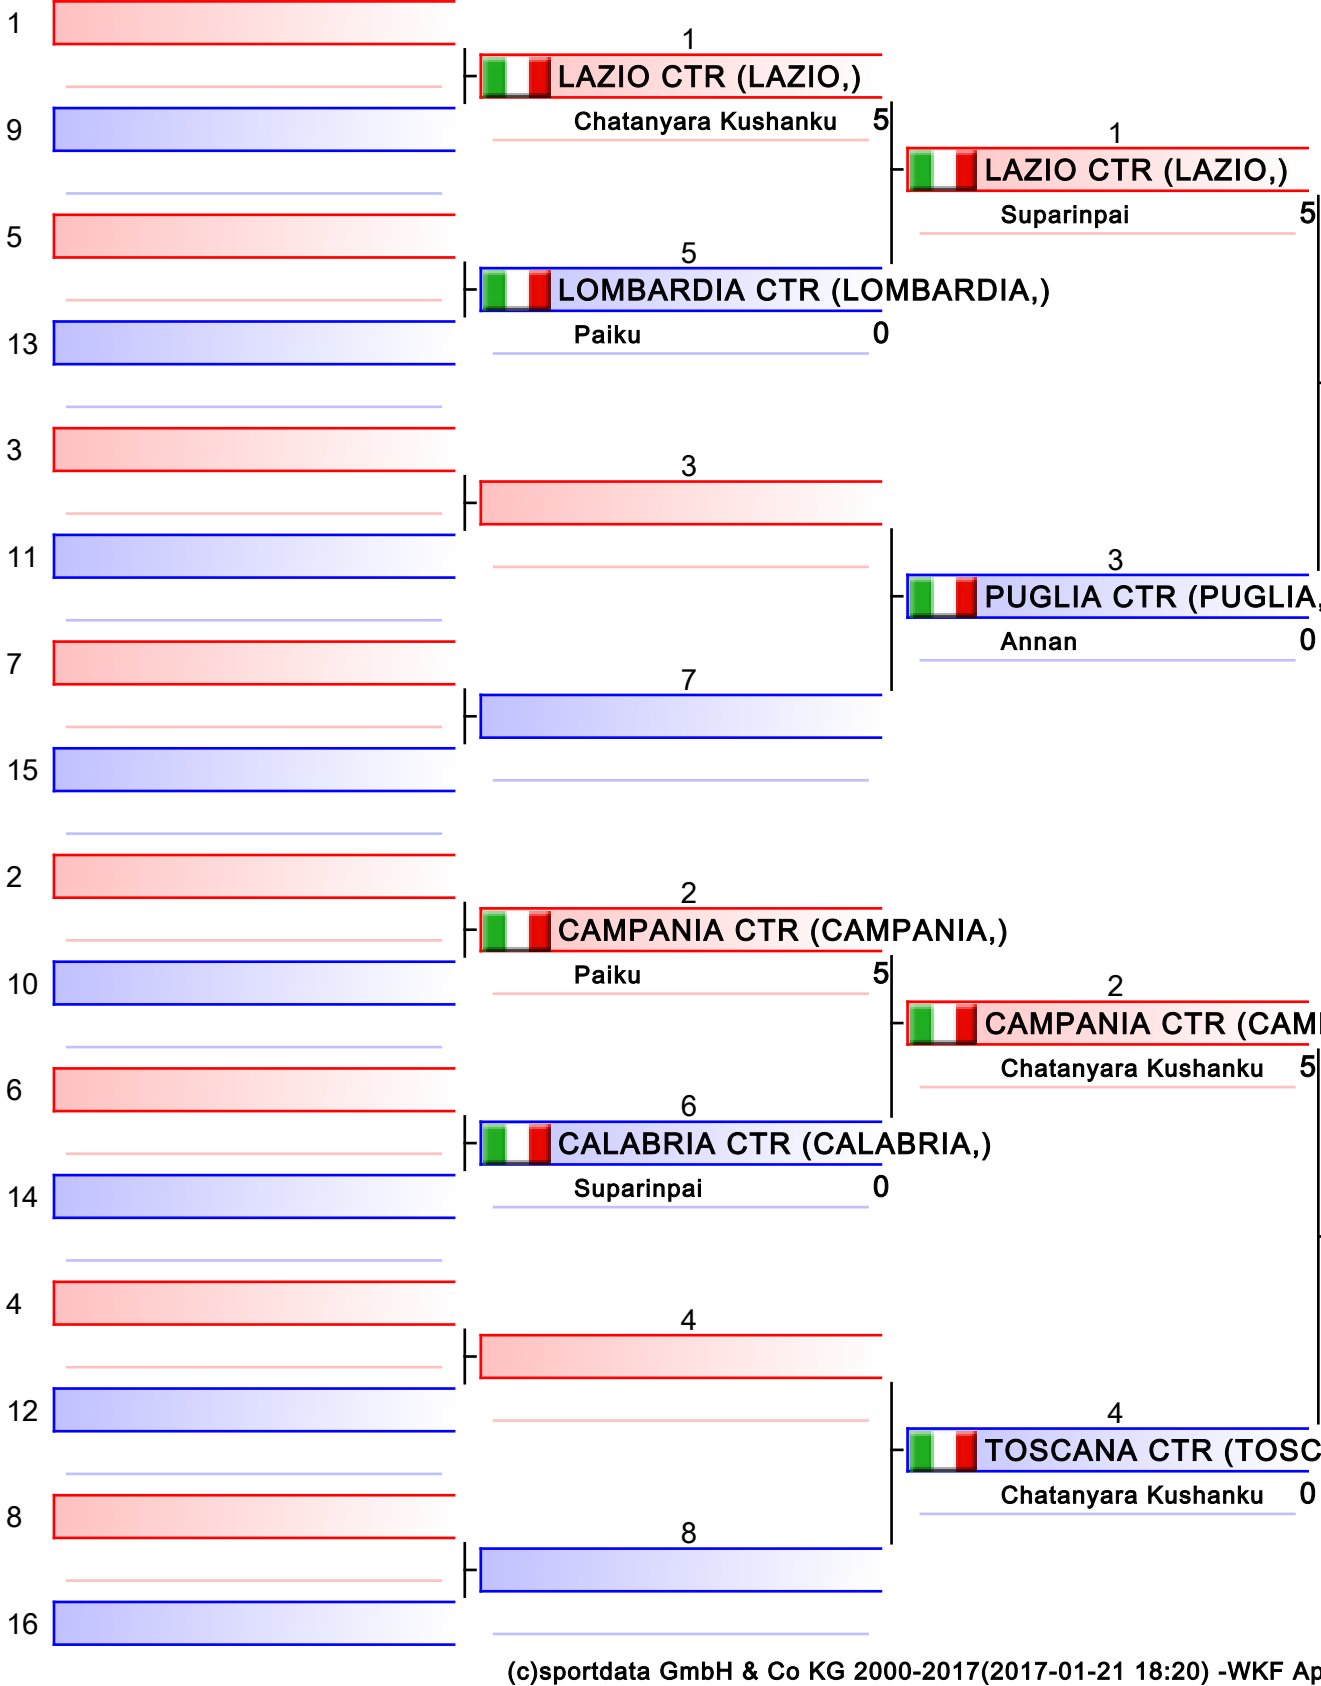 1
1
LAZIO CTR (LAZIO,)
Chatanyara Kushanku 5
9
1
LAZIO CTR (LAZIO,)
Suparinpai 5
5
5
LOMBARDIA CTR (LOMBARDIA,)
Paiku 0
13
3
3
11
3
PUGLIA CTR (PUGLIA,
Annan 0
7
7
15
2
2
CAMPANIA CTR (CAMPANIA,)
Paiku 5
10
2
CAMPANIA CTR (CAM
Chatanyara Kushanku 5
6
6
CALABRIA CTR (CALABRIA,)
Suparinpai 0
14
4
4
12
4
TOSCANA CTR (TOSC
Chatanyara Kushanku 0
8
8
16
(c)sportdata GmbH & Co KG 2000-2017(2017-01-21 18:20) -WKF Ap